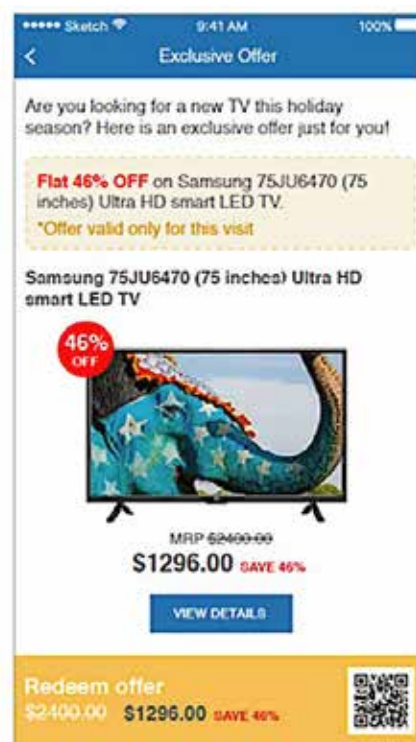 Sketch 9:41 AM 100%
Exclusive Offer
Are you looking for a new TV this holiday
season? Here is an exclusive offer just for you!
Flat 46% OFF on Samsung 75JU6470 (75
inches) Ultra HD smart LED TV.
*Offer valid only for this visit
Samsung 75JU6470 (75 inches) Ultra HD
smart LED TV
46%
OFF
MRP $2400.00
$1296.00 SAVE 46%
VIEW DETAILS
Redeem offer
$2400.00 $1296.00 SAVE 46%